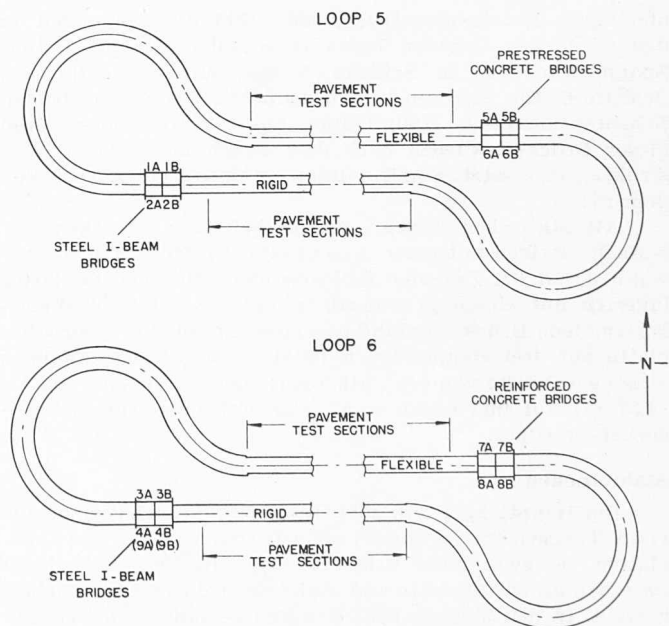 LOOP 5
PAVEMENT
TEST SECTIONS
PRESTRESSED
CONCRETE BRIDGES
FLEXIBLE
5A 5B
6A 6B
1A 1B
2A 2B
RIGID
PAVEMENT
TEST SECTIONS
STEEL I-BEAM
BRIDGES
N
LOOP 6
PAVEMENT
TEST SECTIONS
REINFORCED
CONCRETE BRIDGES
FLEXIBLE
7A 7B
8A 8B
3A 3B
4A 4B
(9A) (9B)
RIGID
PAVEMENT
TEST SECTIONS
STEEL I-BEAM
BRIDGES